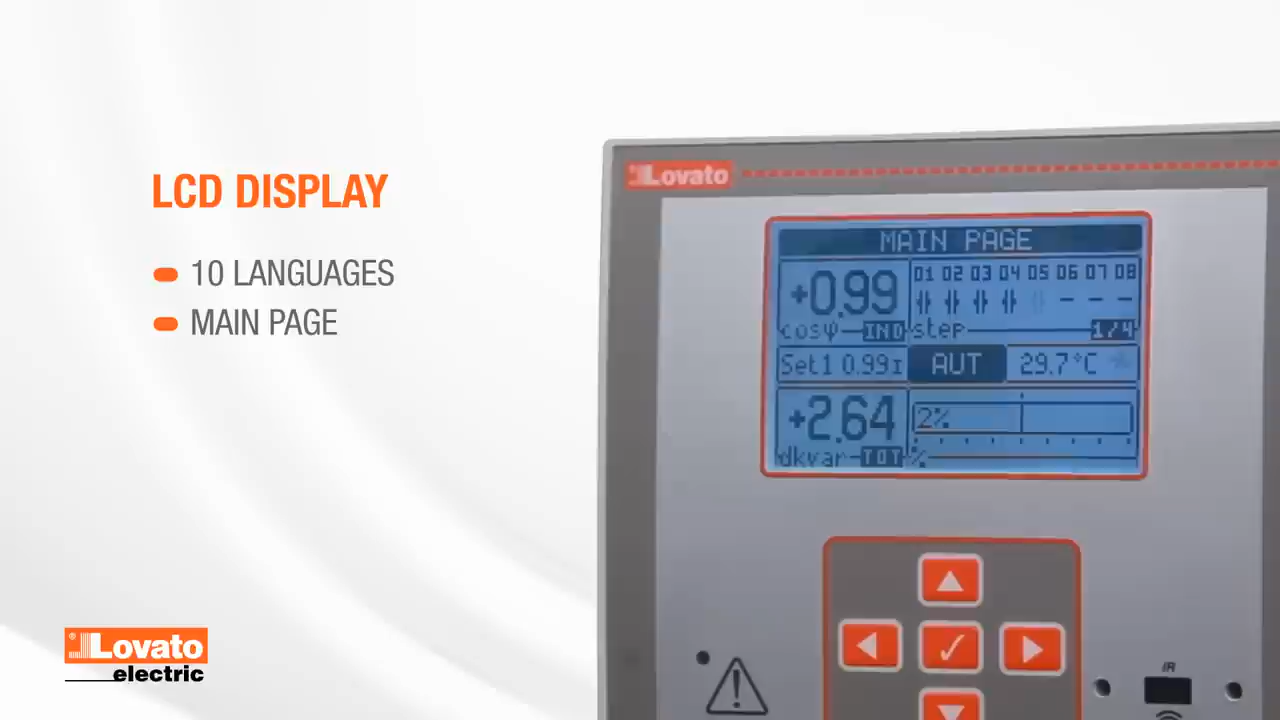 LCD DISPLAY
10 LANGUAGES
MAIN PAGE
Lovato
electric
Lovato
MAIN PAGE
+0.99
01 02 03 04 05 06 07 08
cosφ IND step 1/4
Set1 0.99I AUT 29.7°C
+2.64 2%
dkvar TOT %
IR